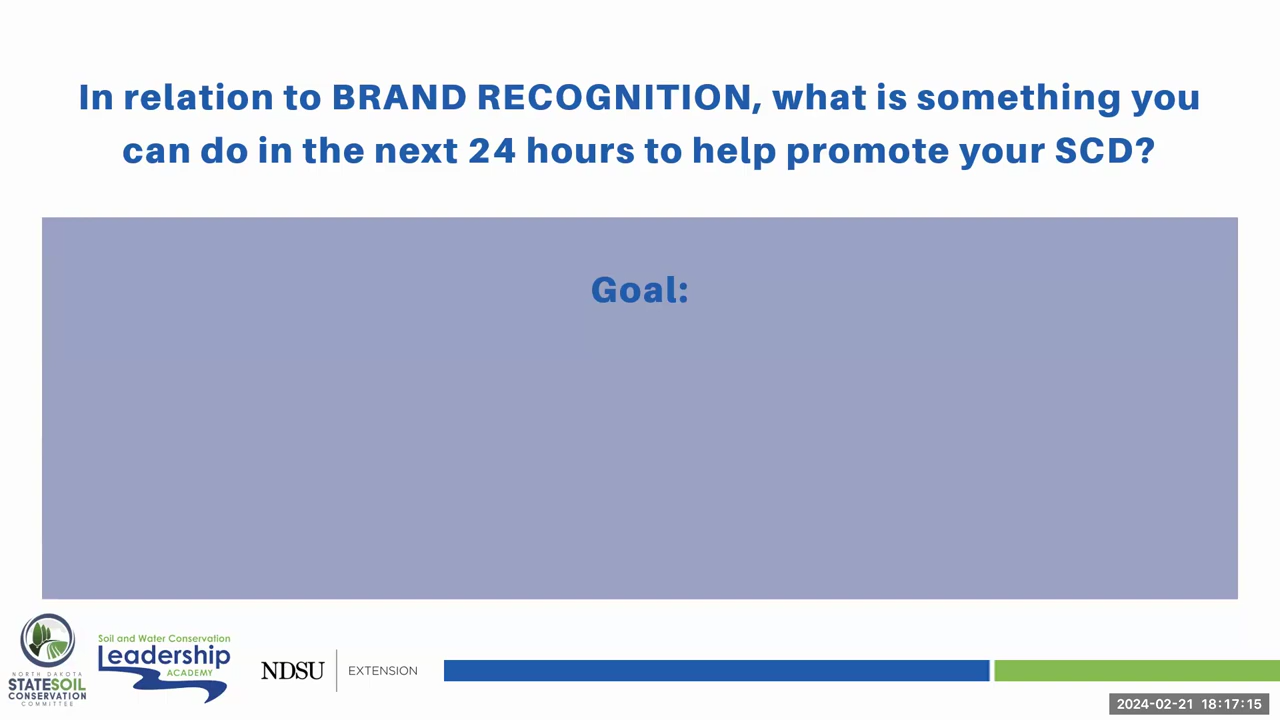 In relation to BRAND RECOGNITION, what is something you
can do in the next 24 hours to help promote your SCD?
Goal:
NORTH DAKOTA
STATESOIL
CONSERVATION
COMMITTEE
Soil and Water Conservation
Leadership
ACADEMY
NDSU EXTENSION
2024-02-21 18:17:15